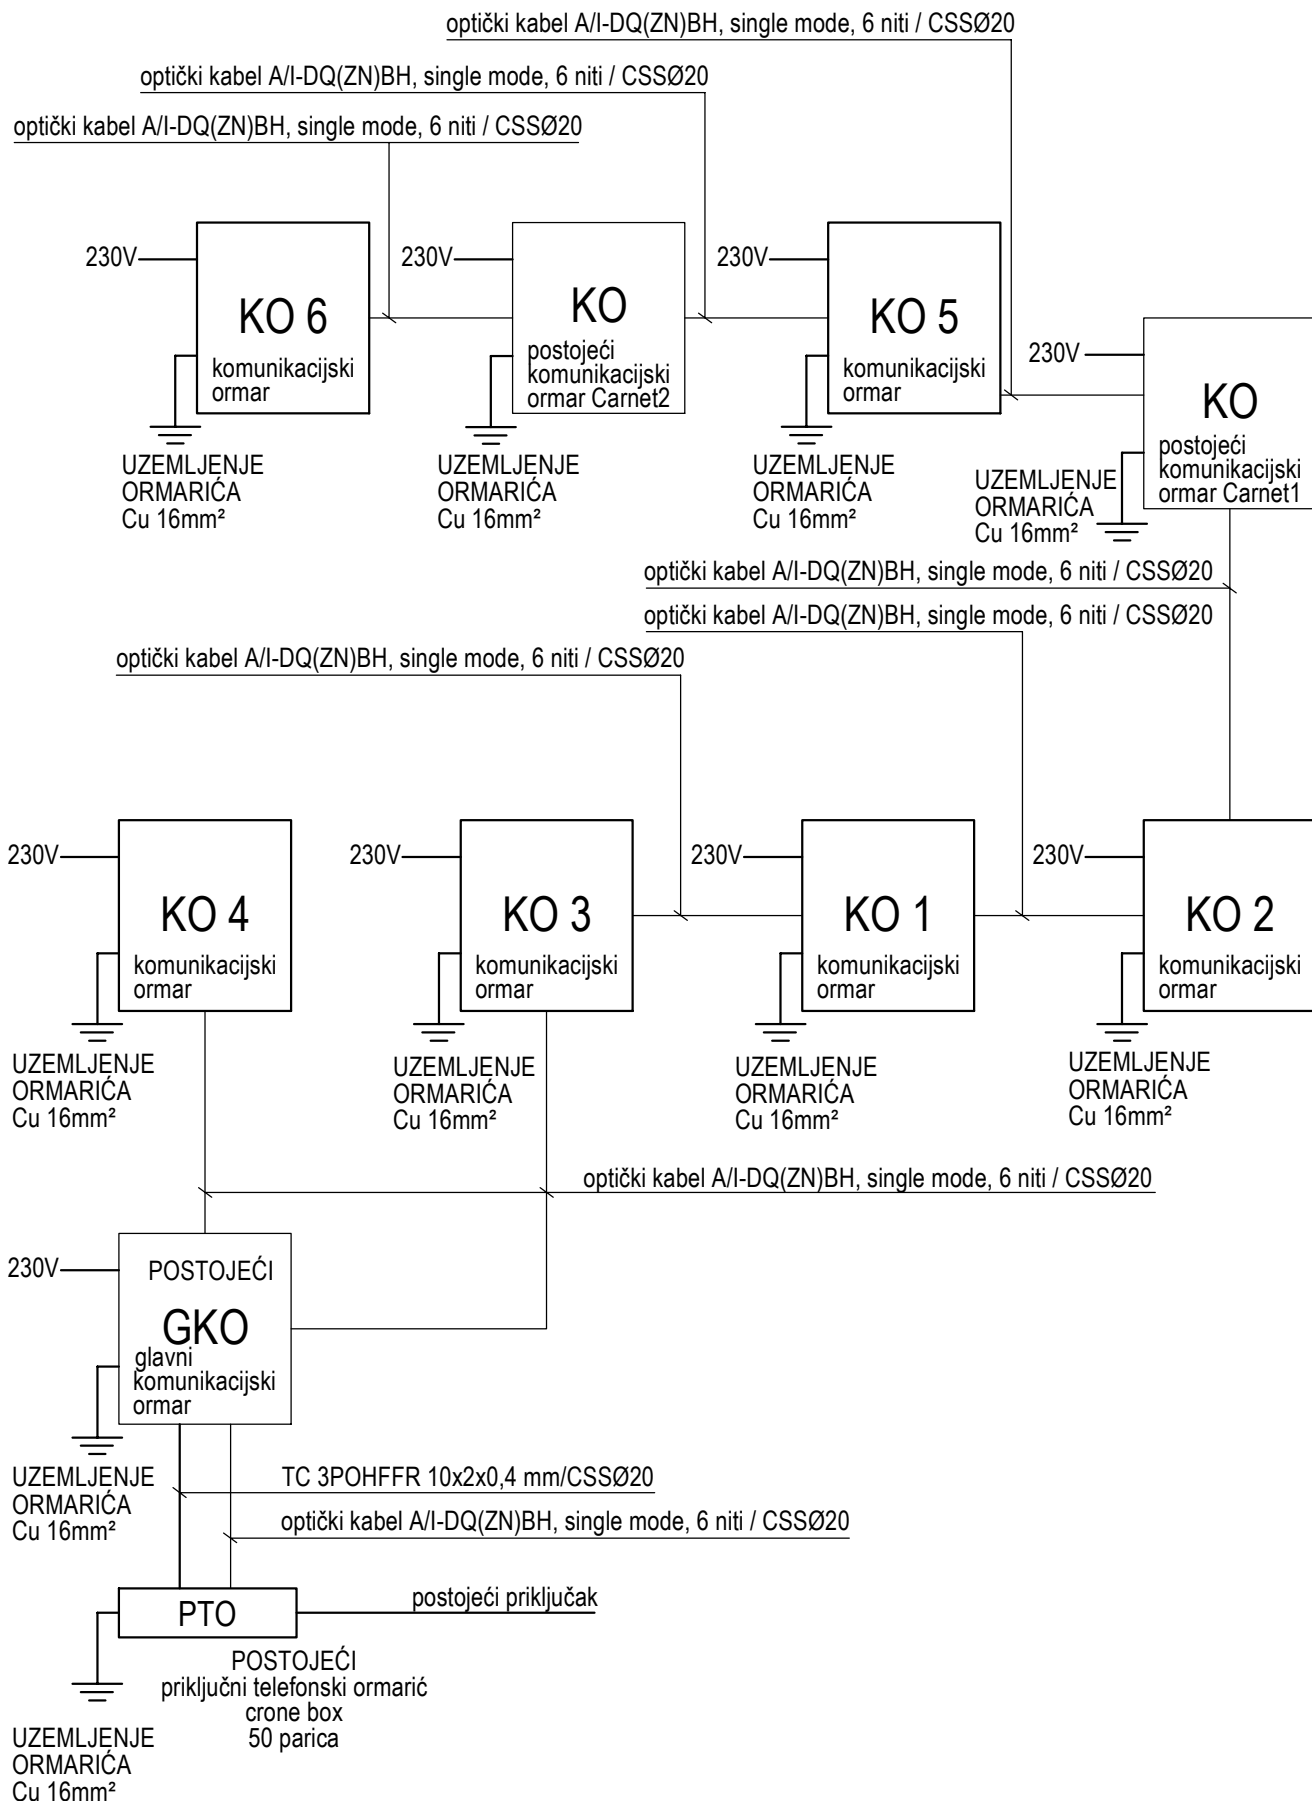 optički kabel A/I-DQ(ZN)BH, single mode, 6 niti / CSSØ20
optički kabel A/I-DQ(ZN)BH, single mode, 6 niti / CSSØ20
optički kabel A/I-DQ(ZN)BH, single mode, 6 niti / CSSØ20
230V
KO 6
komunikacijski
ormar
UZEMLJENJE
ORMARIĆA
Cu 16mm²
230V
KO
postojeći
komunikacijski
ormar Carnet2
UZEMLJENJE
ORMARIĆA
Cu 16mm²
230V
KO 5
komunikacijski
ormar
UZEMLJENJE
ORMARIĆA
Cu 16mm²
230V
KO
postojeći
komunikacijski
ormar Carnet1
UZEMLJENJE
ORMARIĆA
Cu 16mm²
optički kabel A/I-DQ(ZN)BH, single mode, 6 niti / CSSØ20
optički kabel A/I-DQ(ZN)BH, single mode, 6 niti / CSSØ20
optički kabel A/I-DQ(ZN)BH, single mode, 6 niti / CSSØ20
230V
KO 4
komunikacijski
ormar
UZEMLJENJE
ORMARIĆA
Cu 16mm²
230V
KO 3
komunikacijski
ormar
UZEMLJENJE
ORMARIĆA
Cu 16mm²
230V
KO 1
komunikacijski
ormar
UZEMLJENJE
ORMARIĆA
Cu 16mm²
230V
KO 2
komunikacijski
ormar
UZEMLJENJE
ORMARIĆA
Cu 16mm²
optički kabel A/I-DQ(ZN)BH, single mode, 6 niti / CSSØ20
230V
POSTOJEĆI
GKO
glavni
komunikacijski
ormar
UZEMLJENJE
ORMARIĆA
Cu 16mm²
TC 3POHFFR 10x2x0,4 mm/CSSØ20
optički kabel A/I-DQ(ZN)BH, single mode, 6 niti / CSSØ20
PTO
postojeći priključak
POSTOJEĆI
priključni telefonski ormarić
crone box
50 parica
UZEMLJENJE
ORMARIĆA
Cu 16mm²